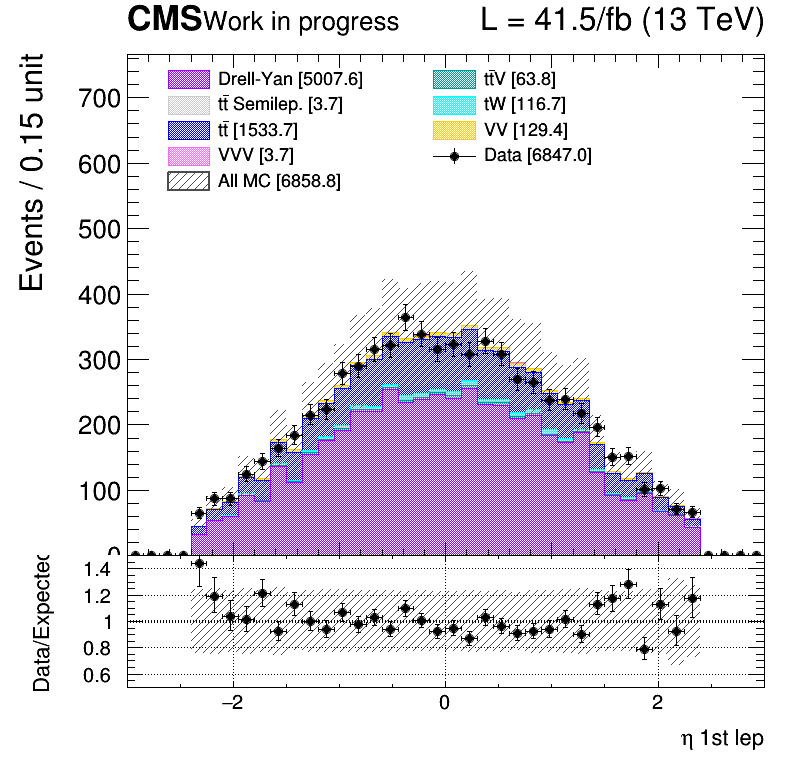 CMS Work in progress L = 41.5/fb (13 TeV)
Events / 0.15 unit
Drell-Yan [5007.6] tt̄V [63.8]
tt̄ Semilep. [3.7] tW [116.7]
tt̄ [1533.7] VV [129.4]
VVV [3.7] Data [6847.0]
All MC [6858.8]
700
600
500
400
300
200
100
0
Data/Expected
1.4
1.2
1
0.8
0.6
−2 0 2
η 1st lep